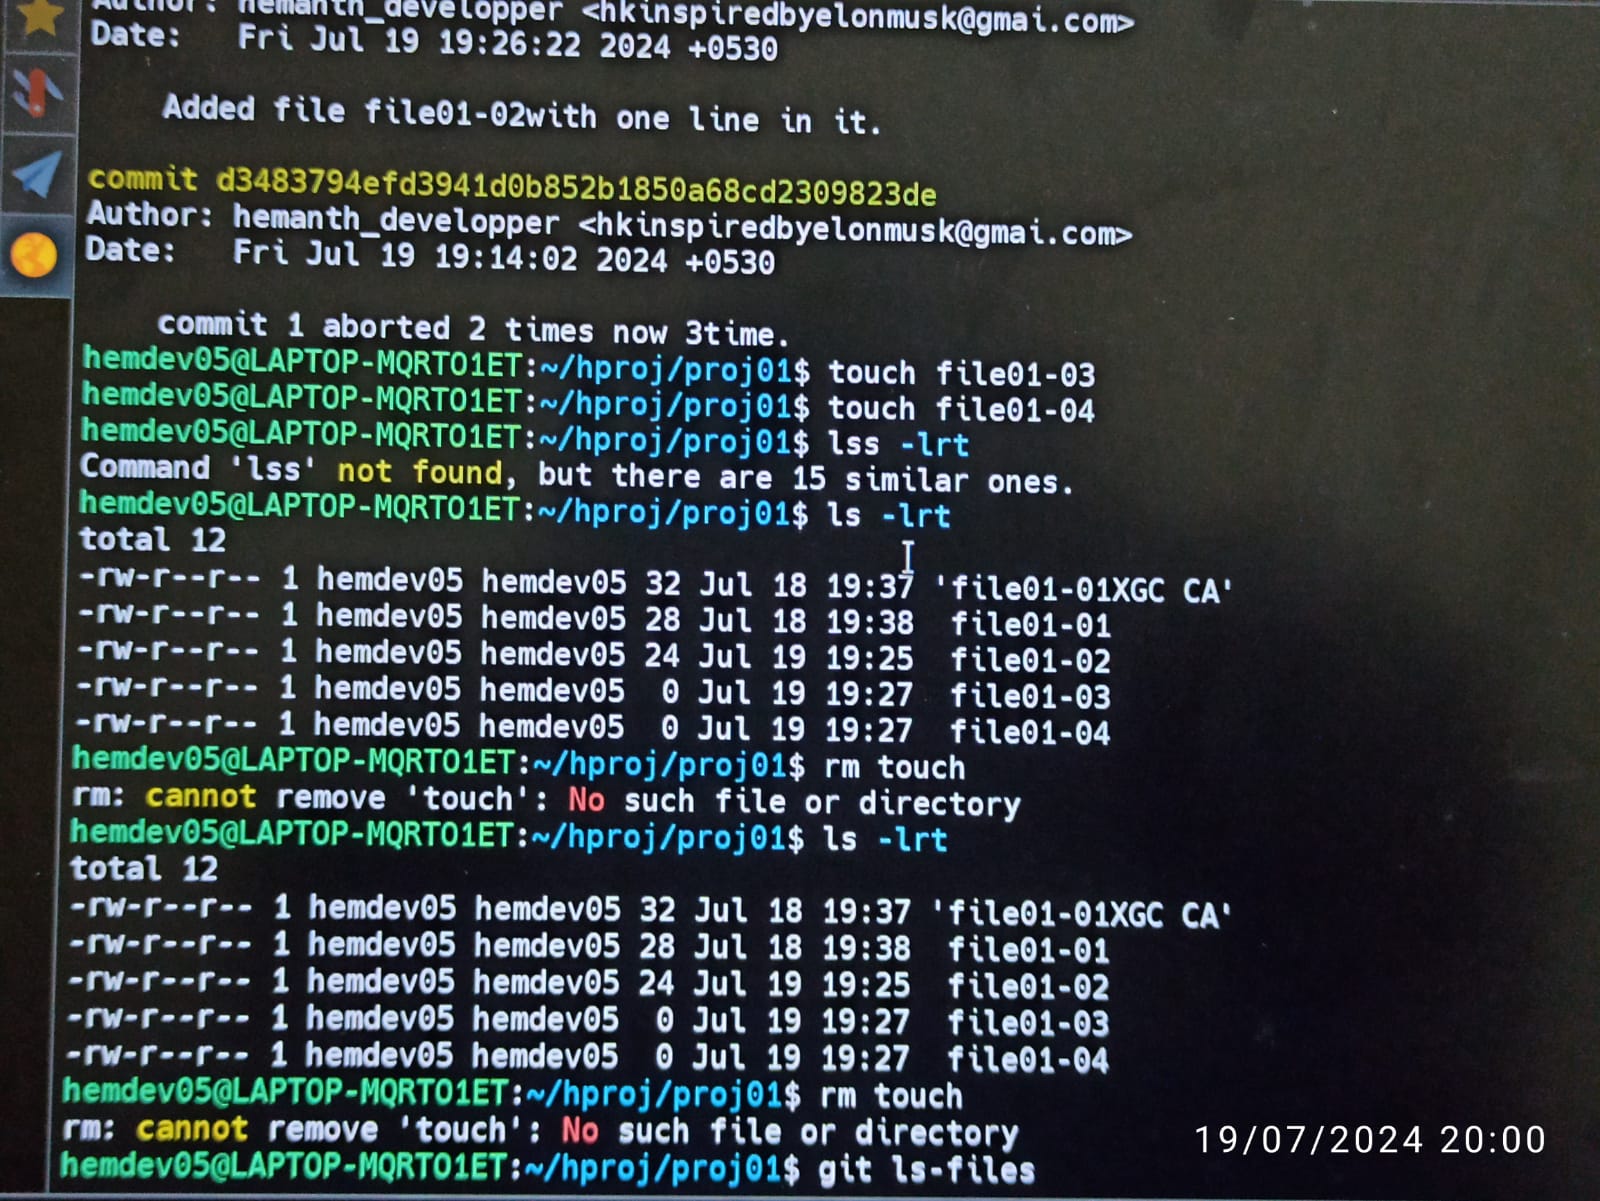 Author: hemanth_developper <hkinspiredbyelonmusk@gmai.com>
Date:   Fri Jul 19 19:26:22 2024 +0530
    Added file file01-02with one line in it.
commit d3483794efd3941d0b852b1850a68cd2309823de
Author: hemanth_developper <hkinspiredbyelonmusk@gmai.com>
Date:   Fri Jul 19 19:14:02 2024 +0530
    commit 1 aborted 2 times now 3time.
hemdev05@LAPTOP-MQRTO1ET:~/hproj/proj01$ touch file01-03
hemdev05@LAPTOP-MQRTO1ET:~/hproj/proj01$ touch file01-04
hemdev05@LAPTOP-MQRTO1ET:~/hproj/proj01$ lss -lrt
Command 'lss' not found, but there are 15 similar ones.
hemdev05@LAPTOP-MQRTO1ET:~/hproj/proj01$ ls -lrt
total 12
-rw-r--r-- 1 hemdev05 hemdev05 32 Jul 18 19:37 'file01-01XGC CA'
-rw-r--r-- 1 hemdev05 hemdev05 28 Jul 18 19:38  file01-01
-rw-r--r-- 1 hemdev05 hemdev05 24 Jul 19 19:25  file01-02
-rw-r--r-- 1 hemdev05 hemdev05  0 Jul 19 19:27  file01-03
-rw-r--r-- 1 hemdev05 hemdev05  0 Jul 19 19:27  file01-04
hemdev05@LAPTOP-MQRTO1ET:~/hproj/proj01$ rm touch
rm: cannot remove 'touch': No such file or directory
hemdev05@LAPTOP-MQRTO1ET:~/hproj/proj01$ ls -lrt
total 12
-rw-r--r-- 1 hemdev05 hemdev05 32 Jul 18 19:37 'file01-01XGC CA'
-rw-r--r-- 1 hemdev05 hemdev05 28 Jul 18 19:38  file01-01
-rw-r--r-- 1 hemdev05 hemdev05 24 Jul 19 19:25  file01-02
-rw-r--r-- 1 hemdev05 hemdev05  0 Jul 19 19:27  file01-03
-rw-r--r-- 1 hemdev05 hemdev05  0 Jul 19 19:27  file01-04
hemdev05@LAPTOP-MQRTO1ET:~/hproj/proj01$ rm touch
rm: cannot remove 'touch': No such file or directory
hemdev05@LAPTOP-MQRTO1ET:~/hproj/proj01$ git ls-files
19/07/2024 20:00